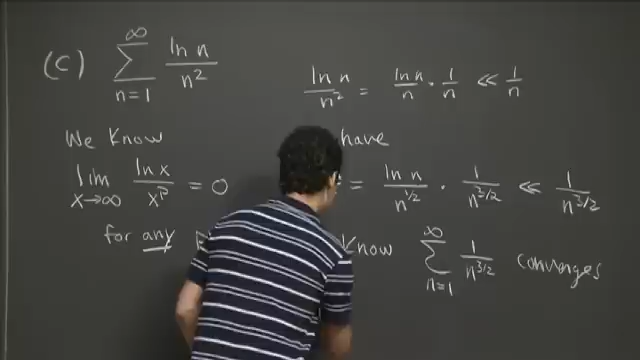 (c) ∑_{n=1}^{∞} ln n / n²
ln n / n² = ln n / n · 1 / n ≪ 1 / n
We Know
lim_{x→∞} ln x / x^p = 0
for any
have
= ln n / n^{1/2} · 1 / n^{3/2} ≪ 1 / n^{3/2}
Know ∑_{n=1}^{∞} 1 / n^{3/2} converges